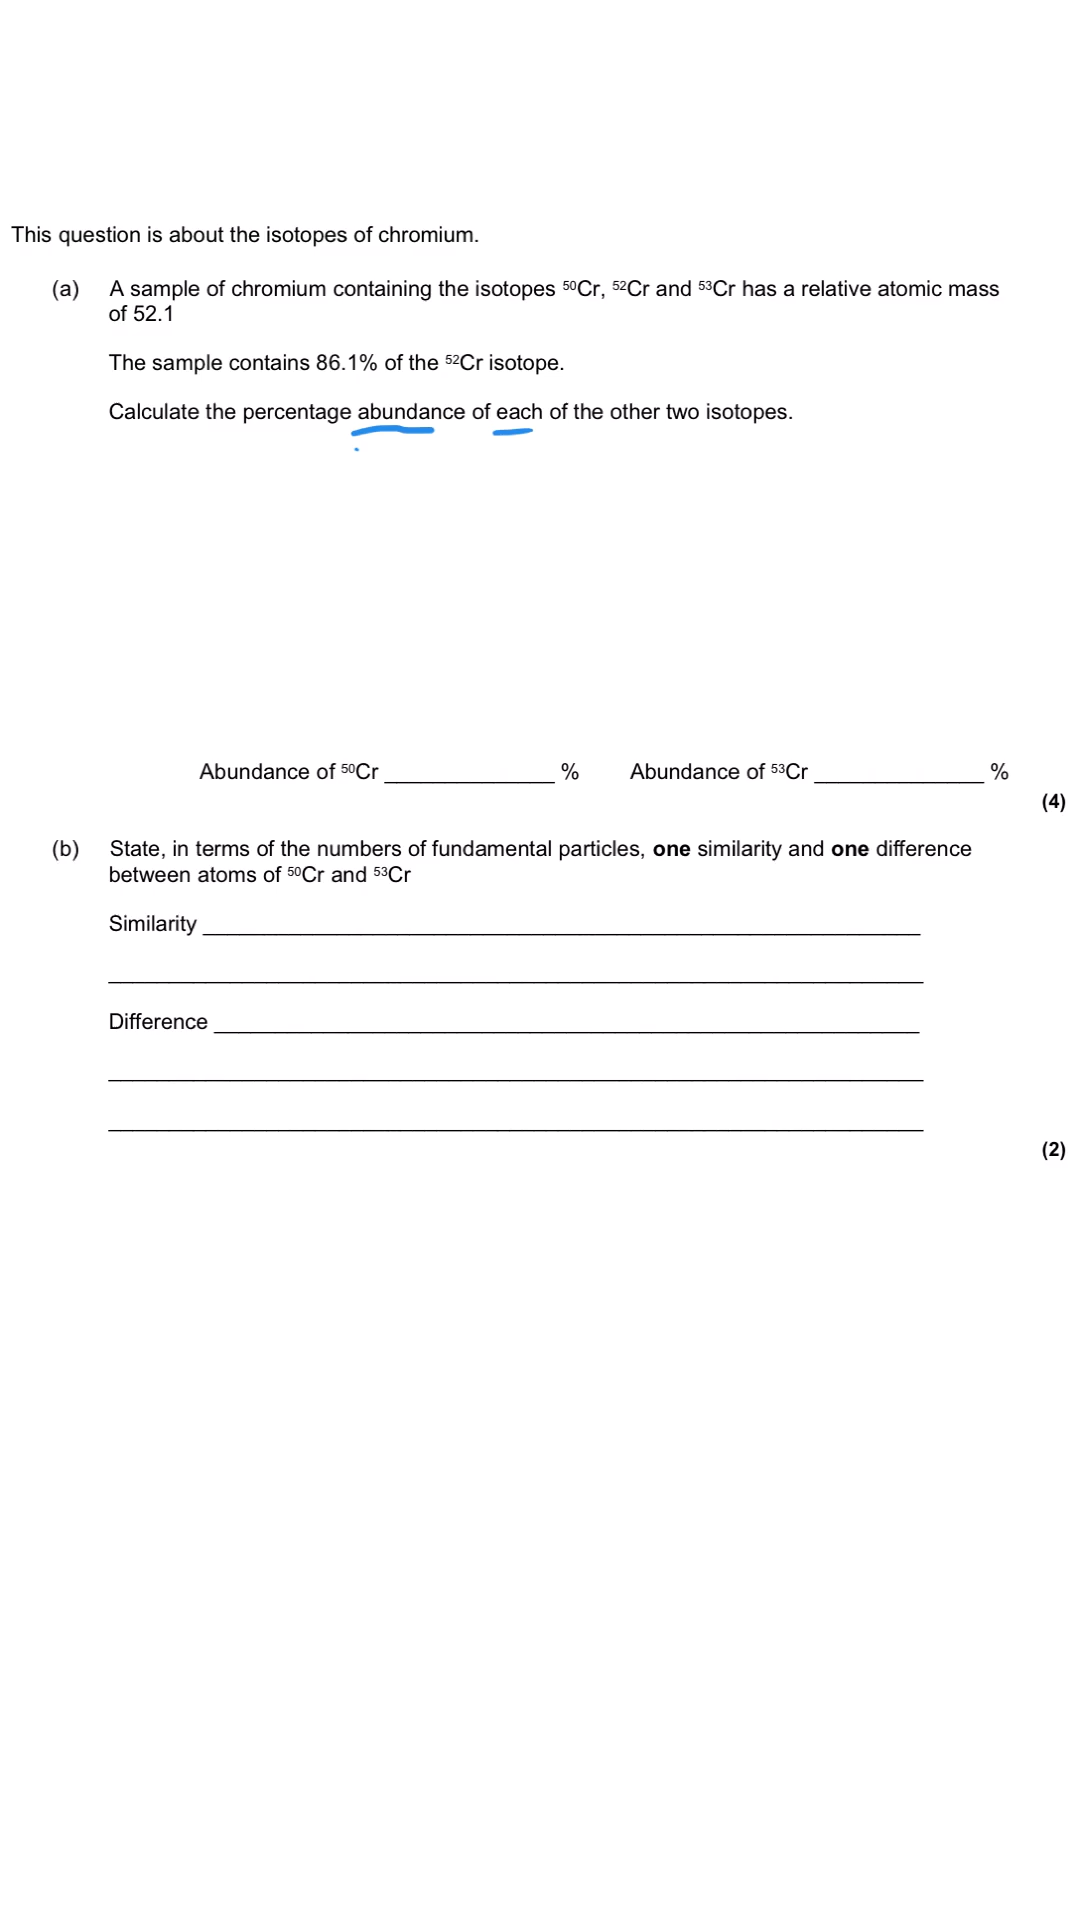 This question is about the isotopes of chromium.
(a) A sample of chromium containing the isotopes ⁵⁰Cr, ⁵²Cr and ⁵³Cr has a relative atomic mass
of 52.1
The sample contains 86.1% of the ⁵²Cr isotope.
Calculate the percentage abundance of each of the other two isotopes.
Abundance of ⁵⁰Cr ______________ % Abundance of ⁵³Cr ______________ %
(4)
(b) State, in terms of the numbers of fundamental particles, one similarity and one difference
between atoms of ⁵⁰Cr and ⁵³Cr
Similarity
Difference
(2)